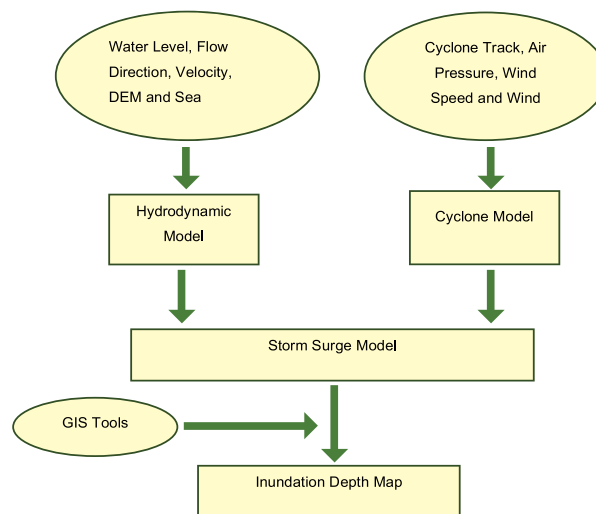 Water Level, Flow
Direction, Velocity,
DEM and Sea
Cyclone Track, Air
Pressure, Wind
Speed and Wind
Hydrodynamic
Model
Cyclone Model
Storm Surge Model
GIS Tools
Inundation Depth Map